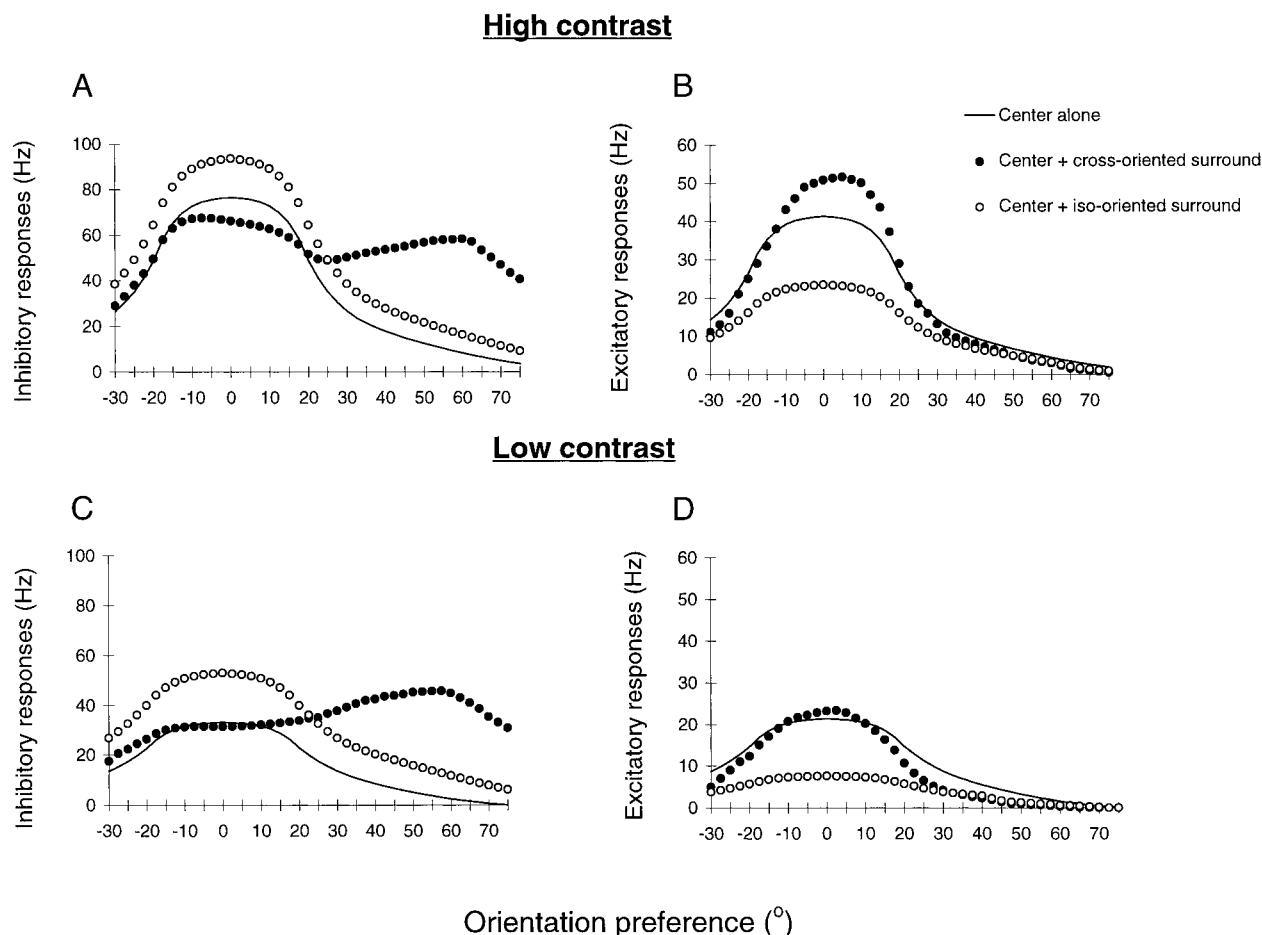 High contrast
A
Inhibitory responses (Hz)
100
80
60
40
20
0
-30 -20 -10 0 10 20 30 40 50 60 70
B
Excitatory responses (Hz)
60
50
40
30
20
10
0
-30 -20 -10 0 10 20 30 40 50 60 70
Center alone
Center + cross-oriented surround
Center + iso-oriented surround
Low contrast
C
Inhibitory responses (Hz)
100
80
60
40
20
0
-30 -20 -10 0 10 20 30 40 50 60 70
D
Excitatory responses (Hz)
60
50
40
30
20
10
0
-30 -20 -10 0 10 20 30 40 50 60 70
Orientation preference (º)